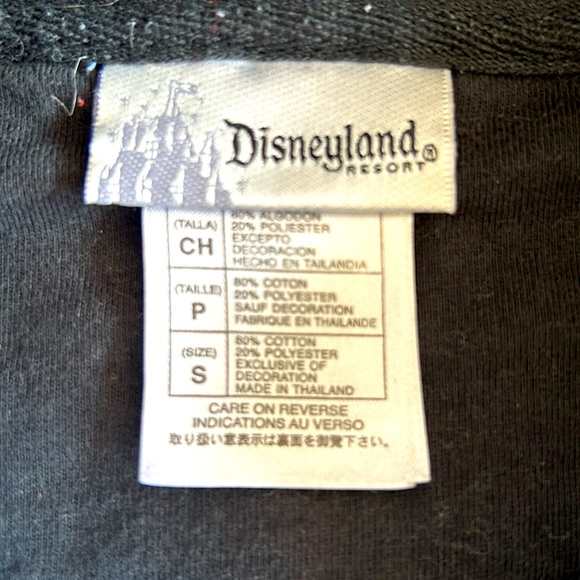 Disneyland®
RESORT
(TALLA)
CH
80% ALGODON
20% POLIESTER
EXCEPTO
DECORACION
HECHO EN TAILANDIA
(TAILLE)
P
80% COTON
20% POLYESTER
SAUF DECORATION
FABRIQUE EN THAILANDE
(SIZE)
S
80% COTTON
20% POLYESTER
EXCLUSIVE OF
DECORATION
MADE IN THAILAND
CARE ON REVERSE
INDICATIONS AU VERSO
取り扱い意表示は裏面を御覧下さい。